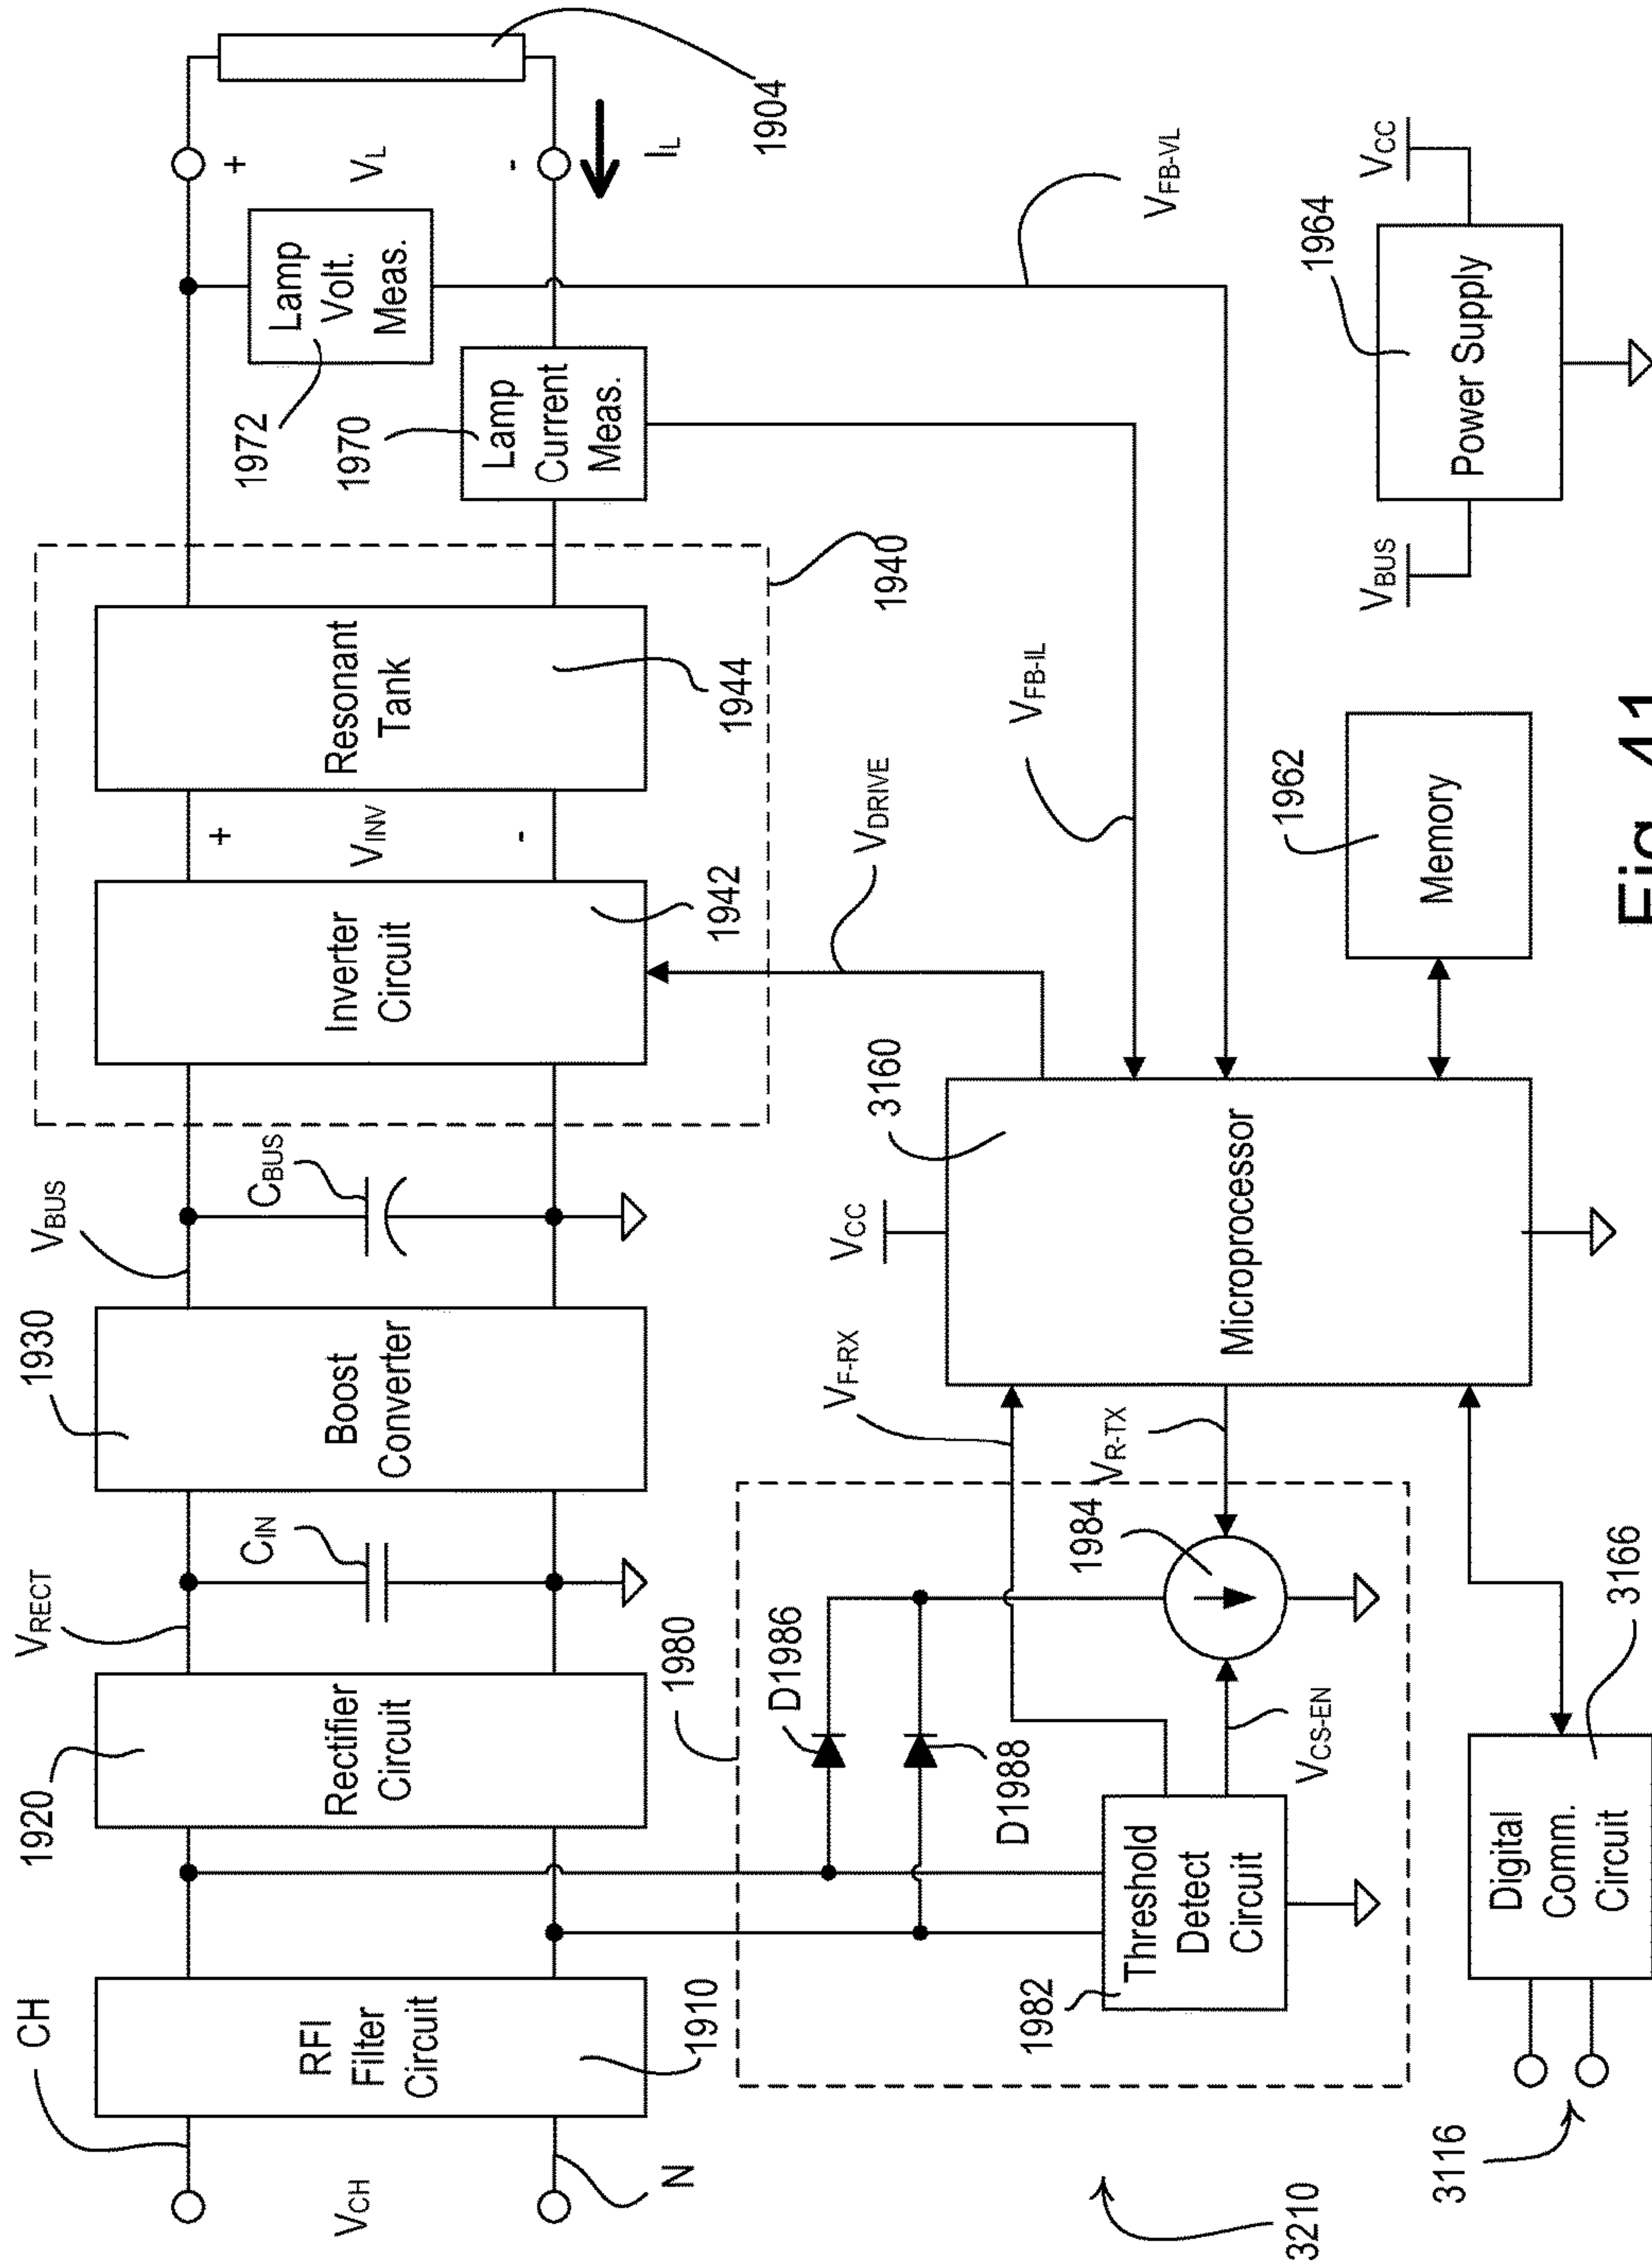 CH
V_CH
N
RFI
Filter
Circuit
1910
1920
Rectifier
Circuit
V_RECT
C_IN
1930
Boost
Converter
V_BUS
C_BUS
Inverter
Circuit
1942
+
V_INV
-
Resonant
Tank
1944
1940
1972
Lamp
Volt.
Meas.
1970
Lamp
Current
Meas.
+
V_L
-
I_L
1904
1980
D1986
D1988
1982
Threshold
Detect
Circuit
V_CS-EN
1984
V_F-RX
V_R-TX
V_CC
3160
Microprocessor
V_DRIVE
V_FB-IL
V_FB-VL
1962
Memory
V_BUS
1964
Power Supply
V_CC
3210
3116
Digital
Comm.
Circuit
3166
Fig. 41